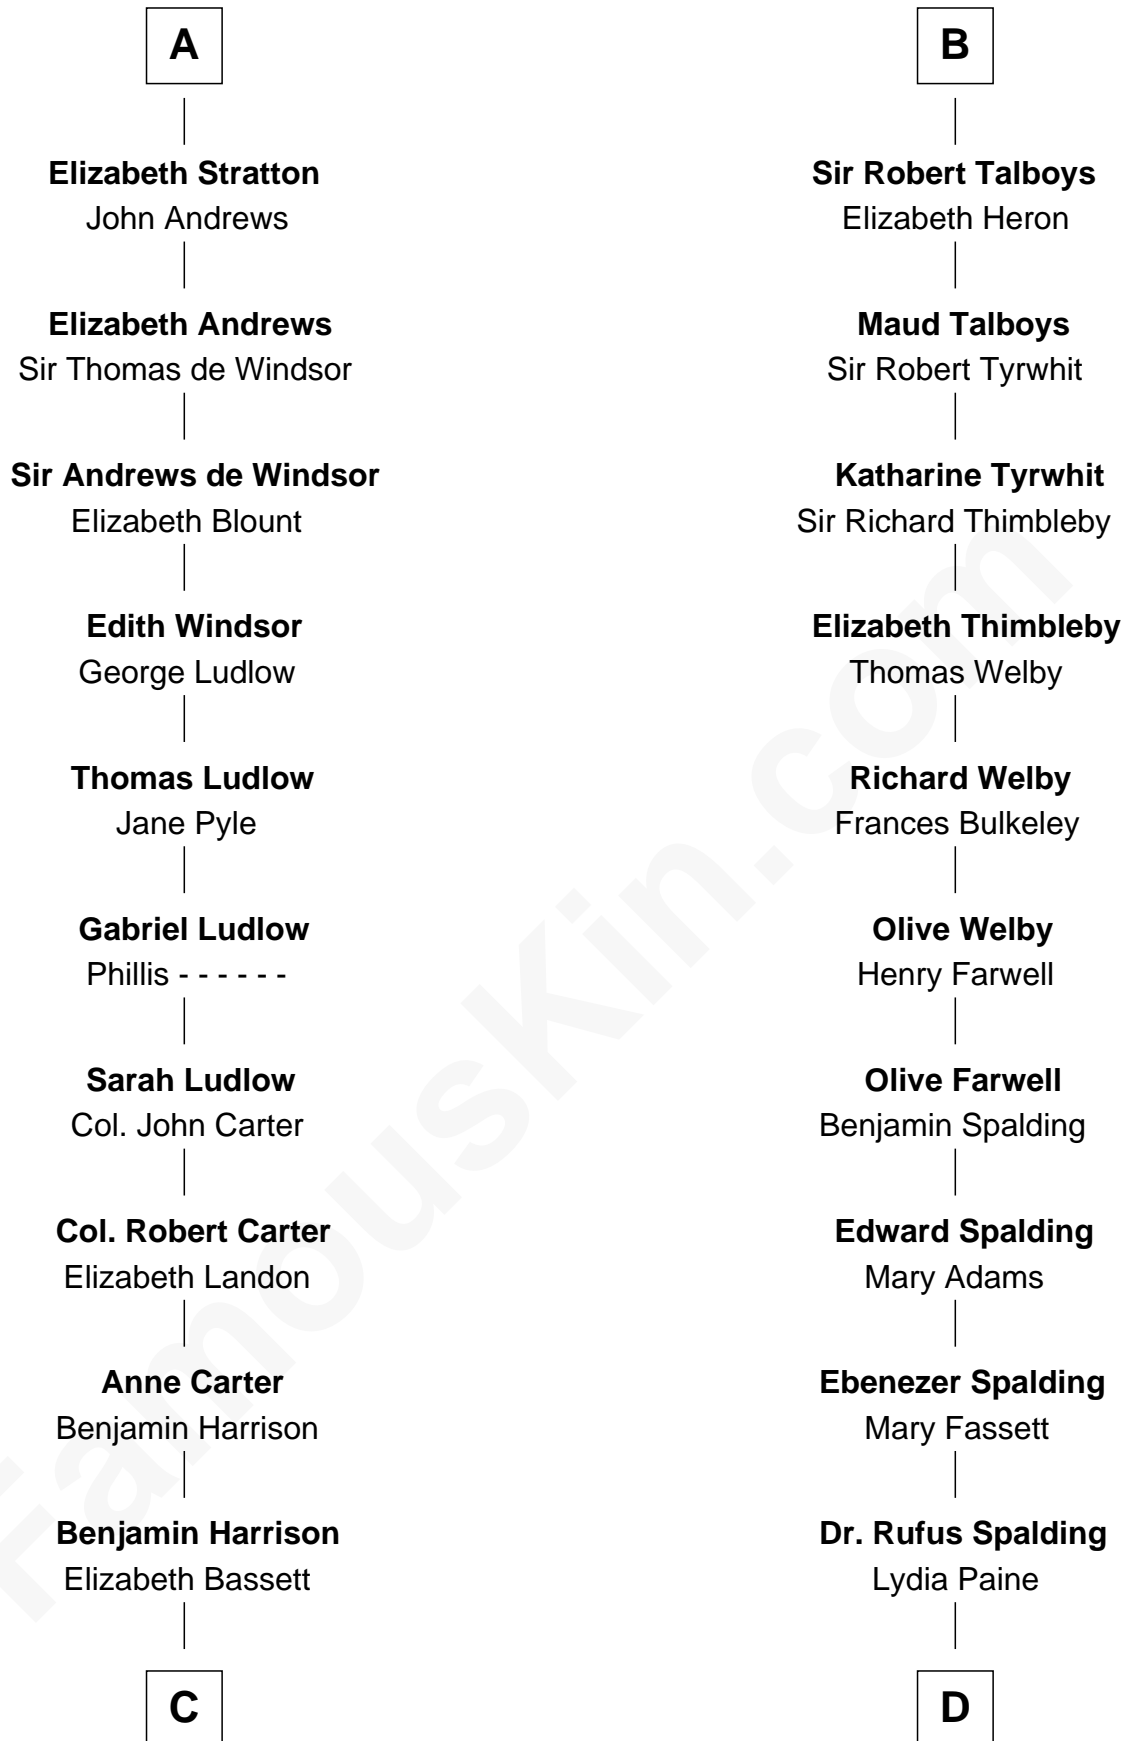 A
Elizabeth Stratton
John Andrews
Elizabeth Andrews
Sir Thomas de Windsor
Sir Andrews de Windsor
Elizabeth Blount
Edith Windsor
George Ludlow
Thomas Ludlow
Jane Pyle
Gabriel Ludlow
Phillis - - - - - -
Sarah Ludlow
Col. John Carter
Col. Robert Carter
Elizabeth Landon
Anne Carter
Benjamin Harrison
Benjamin Harrison
Elizabeth Bassett
C
B
Sir Robert Talboys
Elizabeth Heron
Maud Talboys
Sir Robert Tyrwhit
Katharine Tyrwhit
Sir Richard Thimbleby
Elizabeth Thimbleby
Thomas Welby
Richard Welby
Frances Bulkeley
Olive Welby
Henry Farwell
Olive Farwell
Benjamin Spalding
Edward Spalding
Mary Adams
Ebenezer Spalding
Mary Fassett
Dr. Rufus Spalding
Lydia Paine
D
FamousKin.com